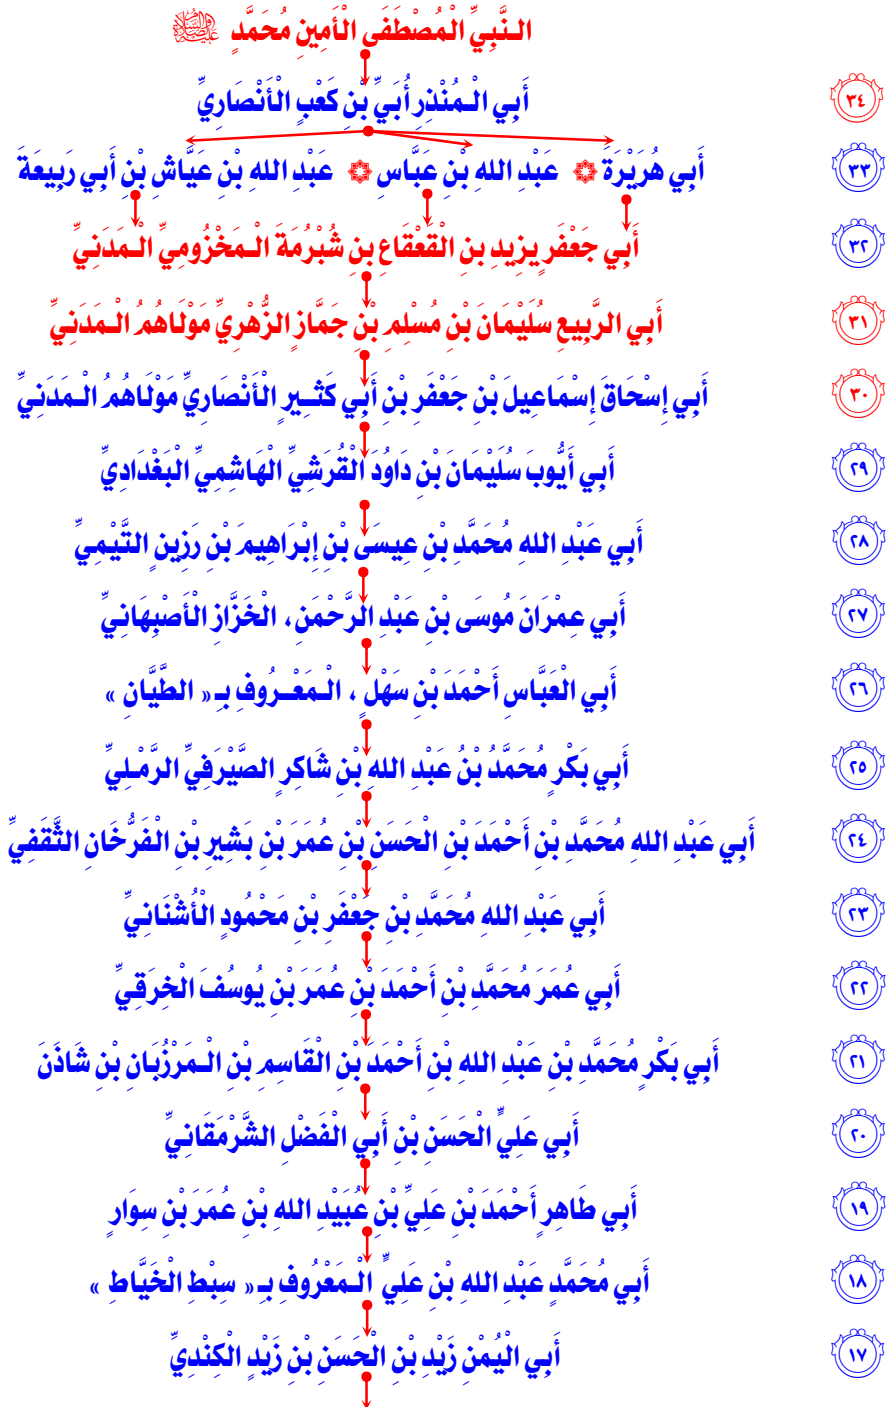 النَّبِيِّ الْمُصْطَفَى الْأَمِينِ مُحَمَّدٍ ﷺ
٣٤ أَبِي الْمُنْذِرِ أُبَيِّ بْنِ كَعْبٍ الْأَنْصَارِيِّ
٣٣ أَبِي هُرَيْرَةَ ۞ عَبْدِ اللهِ بْنِ عَبَّاسٍ ۞ عَبْدِ اللهِ بْنِ عَيَّاشِ بْنِ أَبِي رَبِيعَةَ
٣٢ أَبِي جَعْفَرٍ يزِيدِ بنِ الْقَعْقَاعِ بنِ شُبْرُمَةَ الْمَخْزُومِيِّ الْمَدَنِيِّ
٣١ أَبِي الرَّبِيعِ سُلَيْمَانَ بْنِ مُسْلِمِ بْنِ جَمَّازٍ الزُّهْرِيِّ مَوْلَاهُمُ الْمَدَنِيِّ
٣٠ أَبِي إِسْحَاقَ إِسْمَاعِيلَ بْنِ جَعْفَرِ بْنِ أَبِي كَثِيرٍ الْأَنْصَارِيِّ مَوْلَاهُمُ الْمَدَنِيِّ
٢٩ أَبِي أَيُّوبَ سُلَيْمَانَ بْنِ دَاوُدَ الْقُرَشِيِّ الْهَاشِمِيِّ الْبَغْدَادِيِّ
٢٨ أَبِي عَبْدِ اللهِ مُحَمَّدِ بْنِ عِيسَى بْنِ إِبْرَاهِيمَ بْنِ رَزِينٍ التَّيْمِيِّ
٢٧ أَبِي عِمْرَانَ مُوسَى بْنِ عَبْدِ الرَّحْمَنِ، الْخَزَّازِ الْأَصْبِهَانِيِّ
٢٦ أَبِي الْعَبَّاسِ أَحْمَدَ بْنِ سَهْلٍ، الْمَعْرُوفِ بِـ« الطَّيَّانِ »
٢٥ أَبِي بَكْرٍ مُحَمَّدُ بْنُ عَبْدِ اللهِ بْنِ شَاكِرٍ الصَّيْرَفِيِّ الرَّمْلِيِّ
٢٤ أَبِي عَبْدِ اللهِ مُحَمَّدِ بْنِ أَحْمَدَ بْنِ الْحَسَنِ بْنِ عُمَرَ بْنِ بَشِيرِ بْنِ الْفَرُّخَانِ الثَّقَفِيِّ
٢٣ أَبِي عَبْدِ اللهِ مُحَمَّدِ بْنِ جَعْفَرِ بْنِ مَحْمُودٍ الْأُشْنَانِيِّ
٢٢ أَبِي عُمَرَ مُحَمَّدِ بْنِ أَحْمَدَ بْنِ عُمَرَ بْنِ يُوسُفَ الْخِرَقِيِّ
٢١ أَبِي بَكْرٍ مُحَمَّدِ بْنِ عَبْدِ اللهِ بْنِ أَحْمَدَ بْنِ الْقَاسِمِ بْنِ الْمَرْزُبَانِ بْنِ شَاذَنَ
٢٠ أَبِي عَلِيٍّ الْحَسَنِ بْنِ أَبِي الْفَضْلِ الشَّرْمَقَانِيِّ
١٩ أَبِي طَاهِرٍ أَحْمَدَ بْنِ عَلِيِّ بْنِ عُبَيْدِ اللهِ بْنِ عُمَرَ بْنِ سِوَارٍ
١٨ أَبِي مُحَمَّدٍ عَبْدِ اللهِ بْنِ عَلِيٍّ الْمَعْرُوفِ بِـ« سِبْطِ الْخَيَّاطِ »
١٧ أَبِي الْيُمْنِ زَيْدِ بْنِ الْحَسَنِ بْنِ زَيْدٍ الْكِنْدِيِّ